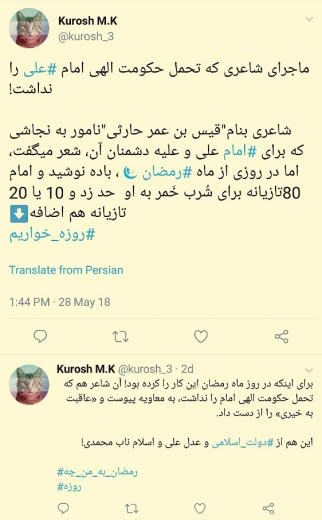 Kurosh M.K
@kurosh_3
ماجرای شاعری که تحمل حکومت الهی امام #علی را
نداشت!
شاعری بنام"قیس بن عمر حارثی"نامور به نجاشی
که برای #امام علی و علیه دشمنان آن، شعر میگفت،
اما در روزی از ماه #رمضان 🌜 ، باده نوشید و امام
80تازیانه برای شُرب خَمر به او حد زد و 10 یا 20
تازیانه هم اضافه⬇️
#روزه_خواریم
Translate from Persian
1:44 PM · 28 May 18
Kurosh M.K @kurosh_3 · 2d
برای اینکه در روز ماه رمضان این کار را کرده بود! آن شاعر هم که
تحمل حکومت الهی امام را نداشت، به معاویه پیوست و «عاقبت
به خیری» را از دست داد.
این هم از #دولت_اسلامی و عدل علی و اسلام ناب محمدی!
#رمضان_به_من_چه
#روزه